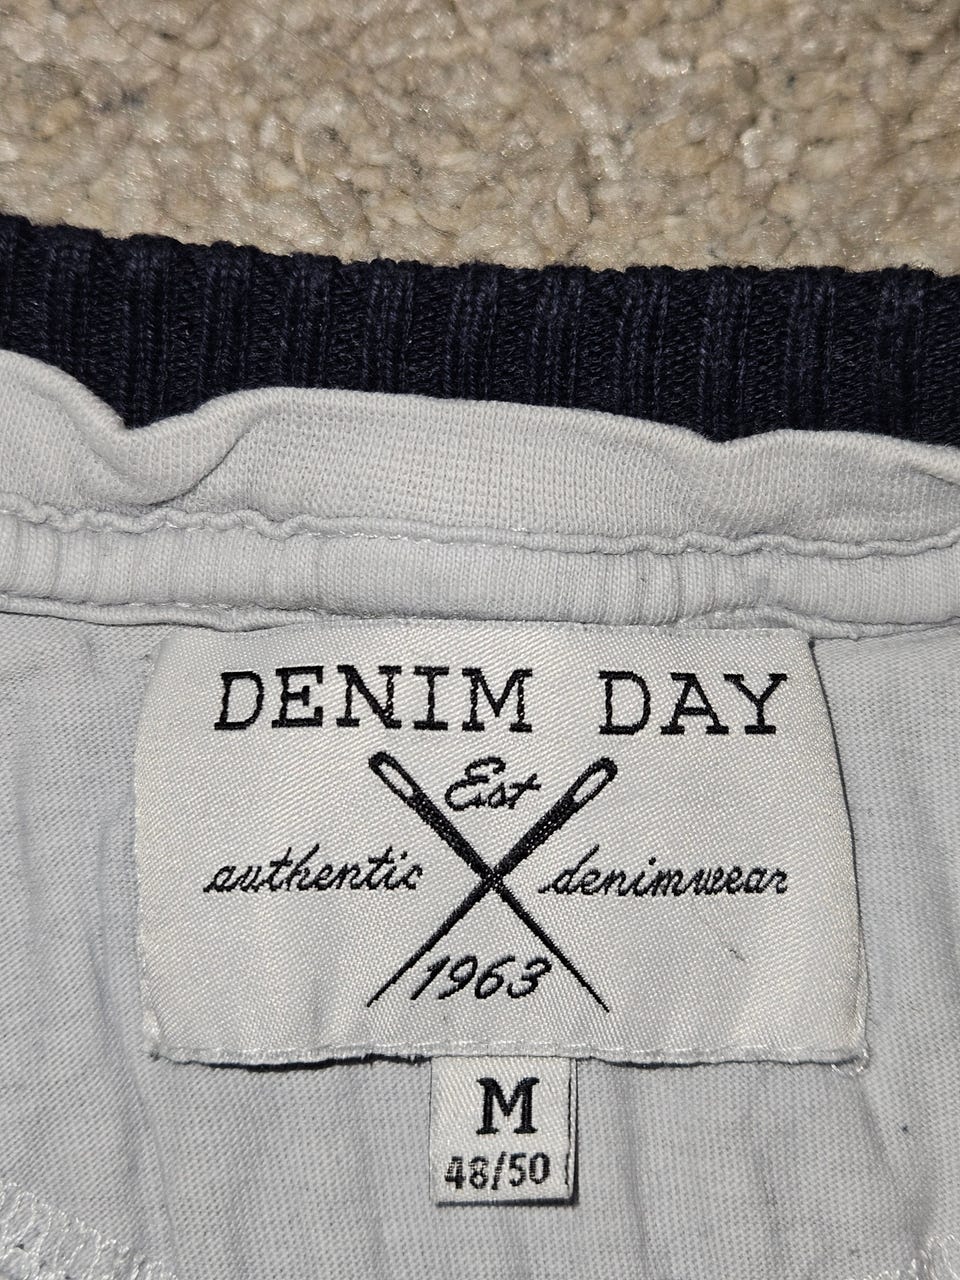 DENIM DAY
Est
authentic denimwear
1963
M
48/50